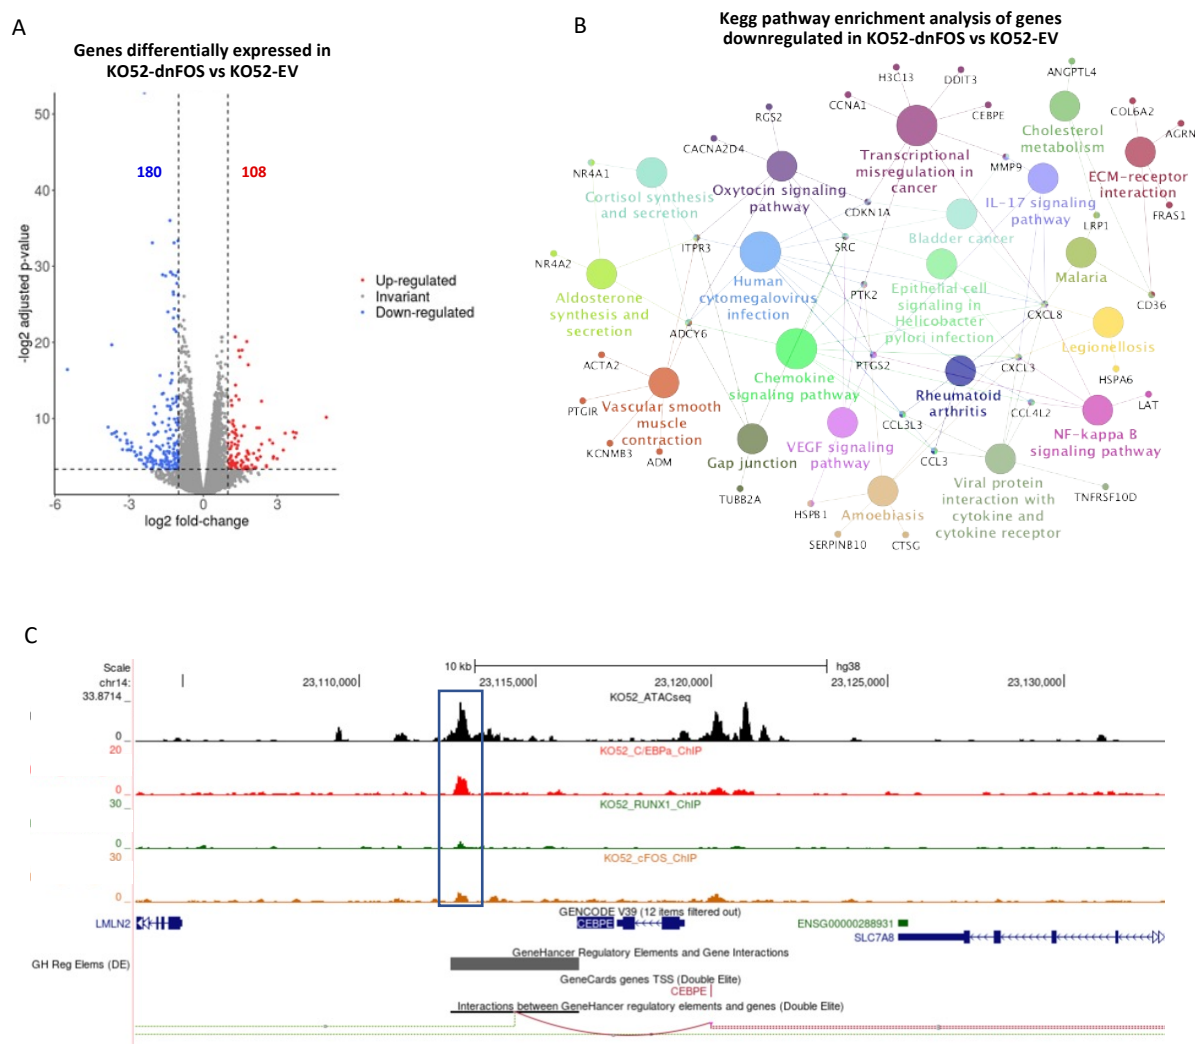 A
Genes differentially expressed in
KO52-dnFOS vs KO52-EV
50
40
30
20
10
-log2 adjusted p-value
180
108
-6
-3
0
3
log2 fold-change
Up-regulated
Invariant
Down-regulated
B
Kegg pathway enrichment analysis of genes
downregulated in KO52-dnFOS vs KO52-EV
H3C13
DDIT3
ANGPTL4
CCNA1
CEBPE
COL6A2
RGS2
AGRN
CACNA2D4
Cholesterol
metabolism
Transcriptional
misregulation in
cancer
MMP9
NR4A1
ECM-receptor
interaction
Oxytocin signaling
pathway
Cortisol synthesis
and secretion
IL-17 signaling
pathway
CDKN1A
FRAS1
LRP1
ITPR3
SRC
Bladder cancer
NR4A2
Malaria
Human
cytomegalovirus
infection
Epithelial cell
signaling in
Helicobacter
pylori infection
PTK2
CD36
Aldosterone
synthesis and
secretion
CXCL8
ADCY6
Legionellosis
ACTA2
PTGS2
CXCL3
HSPA6
Chemokine
signaling pathway
Rheumatoid
arthritis
PTGIR
Vascular smooth
muscle
contraction
CCL4L2
LAT
CCL3L3
NF-kappa B
signaling pathway
KCNMB3
ADM
VEGF signaling
pathway
Gap junction
CCL3
Viral protein
interaction with
cytokine and
cytokine receptor
TUBB2A
TNFRSF10D
HSPB1
Amoebiasis
SERPINB10
CTSG
C
Scale
10 kb
hg38
chr14:
23,110,000
23,115,000
23,120,000
23,125,000
23,130,000
33.8714
KO52_ATACseq
0
20
KO52_C/EBPa_ChIP
0
30
KO52_RUNX1_ChIP
0
30
KO52_cFOS_ChIP
0
GENCODE V39 (12 items filtered out)
LMLN2
CEBPE
ENSG00000288931
SLC7A8
GeneHancer Regulatory Elements and Gene Interactions
GH Reg Elems (DE)
GeneCards genes TSS (Double Elite)
CEBPE
Interactions between GeneHancer regulatory elements and genes (Double Elite)